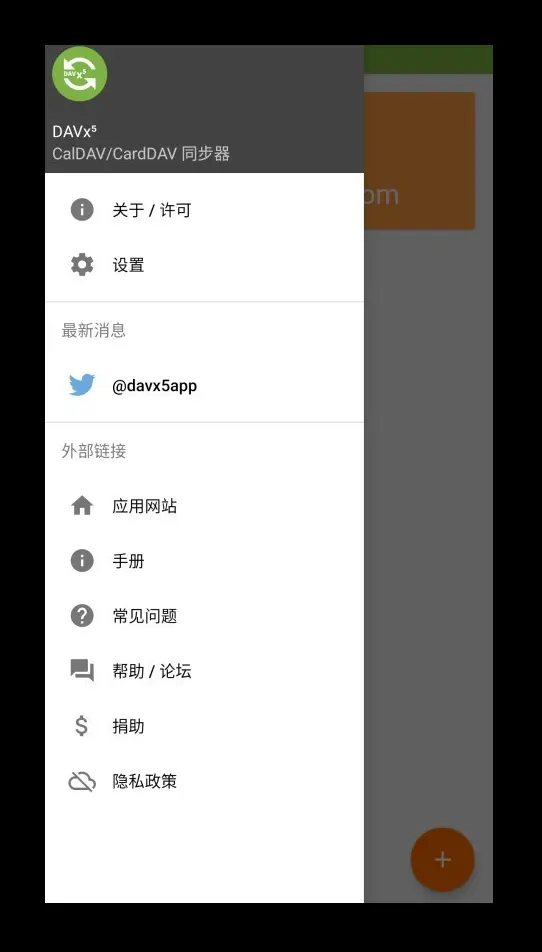 DAVx⁵
DAVx⁵
CalDAV/CardDAV 同步器
om
关于 / 许可
设置
最新消息
@davx5app
外部链接
应用网站
手册
常见问题
帮助 / 论坛
捐助
隐私政策